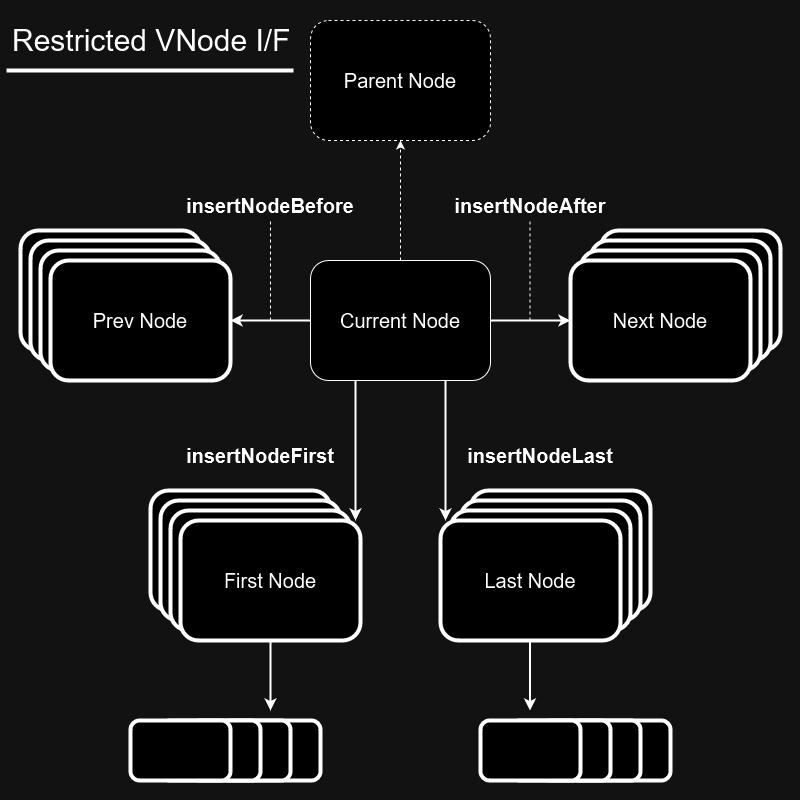 Restricted VNode I/F
Parent Node
insertNodeBefore
insertNodeAfter
Prev Node
Current Node
Next Node
insertNodeFirst
insertNodeLast
First Node
Last Node